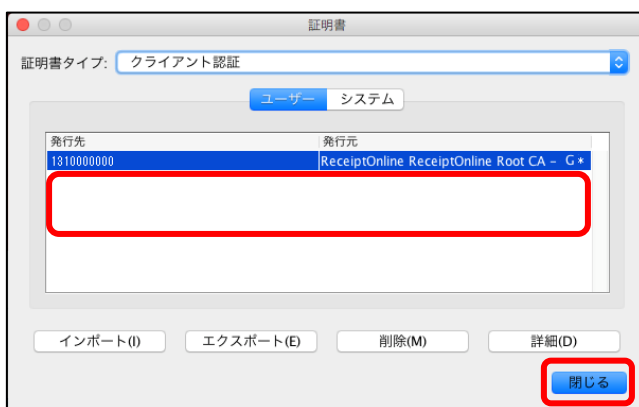 証明書
証明書タイプ: クライアント認証
ユーザー システム
発行先 発行元
1310000000 ReceiptOnline ReceiptOnline Root CA – G*
インポート(I) エクスポート(E) 削除(M) 詳細(D)
閉じる